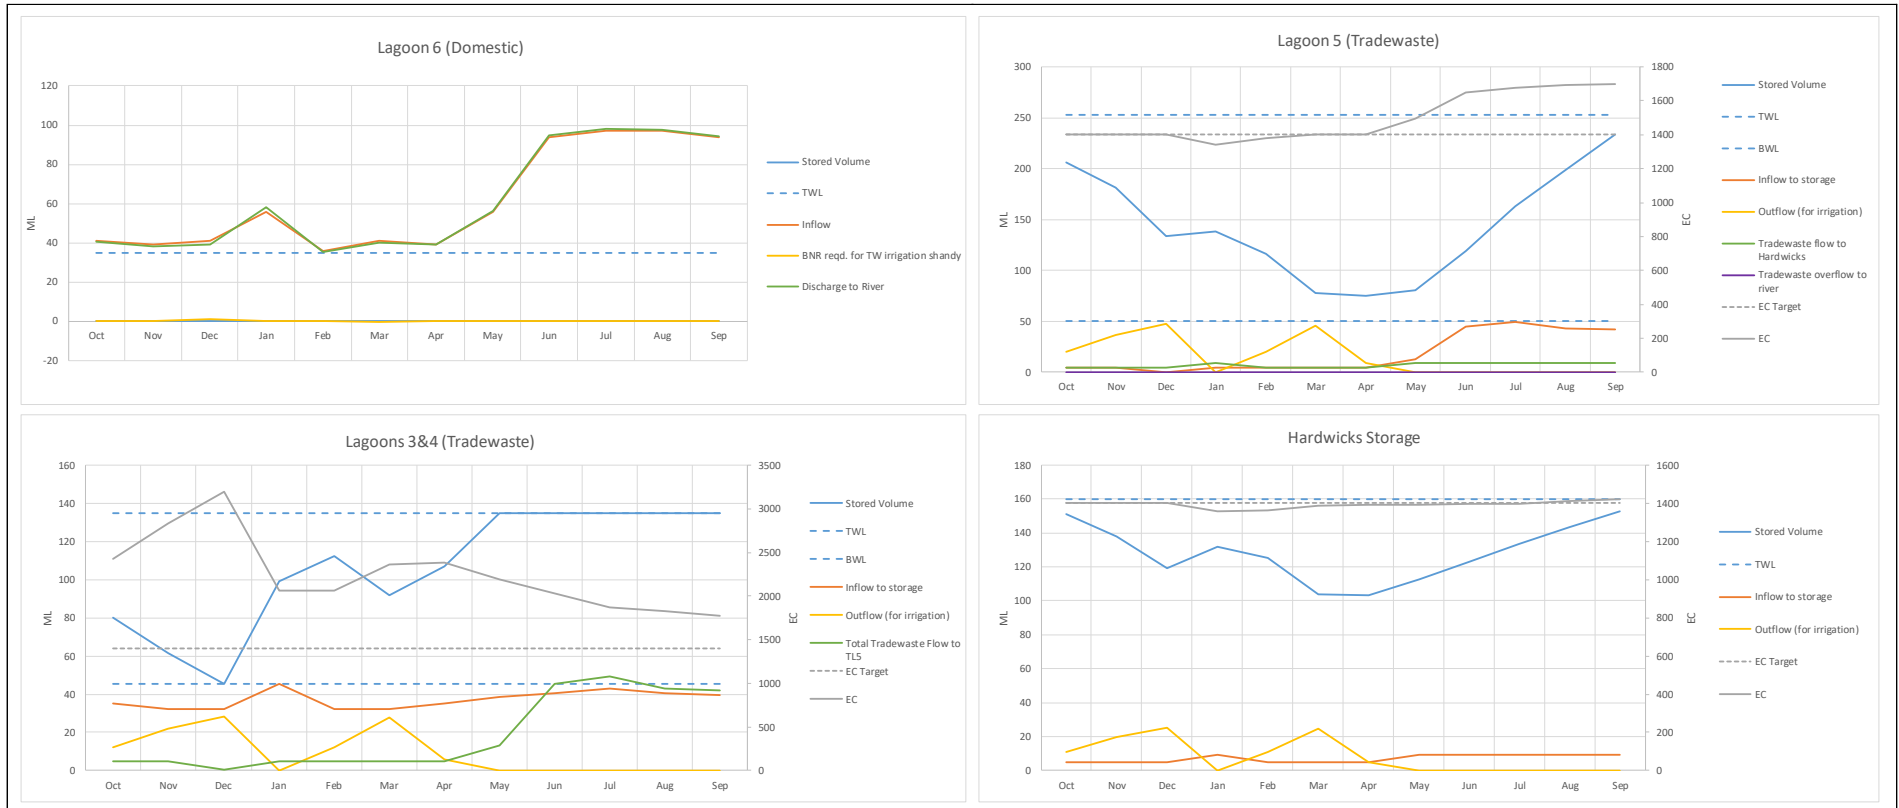 Lagoon 6 (Domestic)
120
100
80
60
40
20
0
-20
ML
Oct Nov Dec Jan Feb Mar Apr May Jun Jul Aug Sep
Stored Volume
TWL
Inflow
BNR reqd. for TW irrigation shandy
Discharge to River
Lagoon 5 (Tradewaste)
300
250
200
150
100
50
0
ML
1800
1600
1400
1200
1000
800
600
400
200
0
EC
Oct Nov Dec Jan Feb Mar Apr May Jun Jul Aug Sep
Stored Volume
TWL
BWL
Inflow to storage
Outflow (for irrigation)
Tradewaste flow to
Hardwicks
Tradewaste overflow to
river
EC Target
EC
Lagoons 3&4 (Tradewaste)
160
140
120
100
80
60
40
20
0
ML
3500
3000
2500
2000
1500
1000
500
0
EC
Oct Nov Dec Jan Feb Mar Apr May Jun Jul Aug Sep
Stored Volume
TWL
BWL
Inflow to storage
Outflow (for irrigation)
Total Tradewaste Flow to
TL5
EC Target
EC
Hardwicks Storage
180
160
140
120
100
80
60
40
20
0
ML
1600
1400
1200
1000
800
600
400
200
0
EC
Oct Nov Dec Jan Feb Mar Apr May Jun Jul Aug Sep
Stored Volume
TWL
Inflow to storage
Outflow (for irrigation)
EC Target
EC